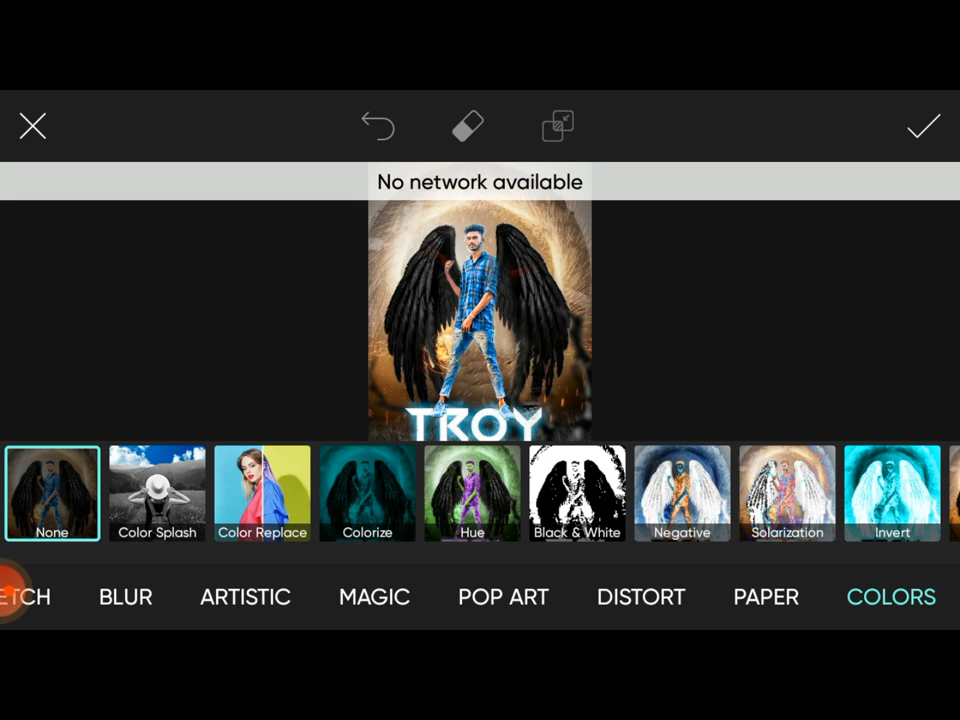 No network available
TROY
None
Color Splash
Color Replace
Colorize
Hue
Black & White
Negative
Solarization
Invert
ETCH BLUR ARTISTIC MAGIC POP ART DISTORT PAPER COLORS